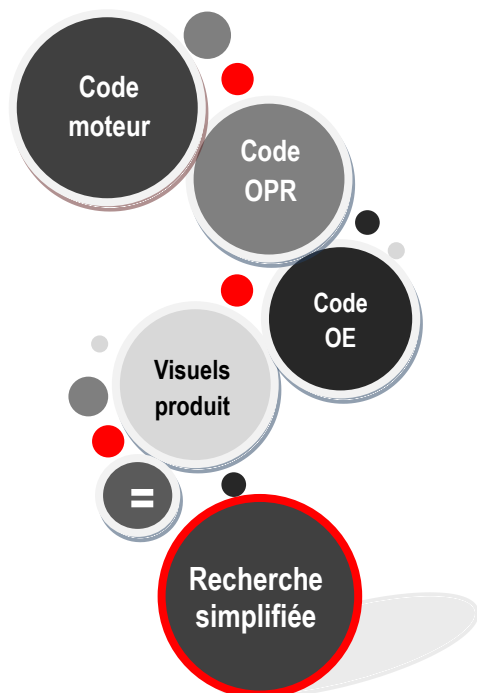 Code
moteur
Code
OPR
Code
OE
Visuels
produit
=
Recherche
simplifiée